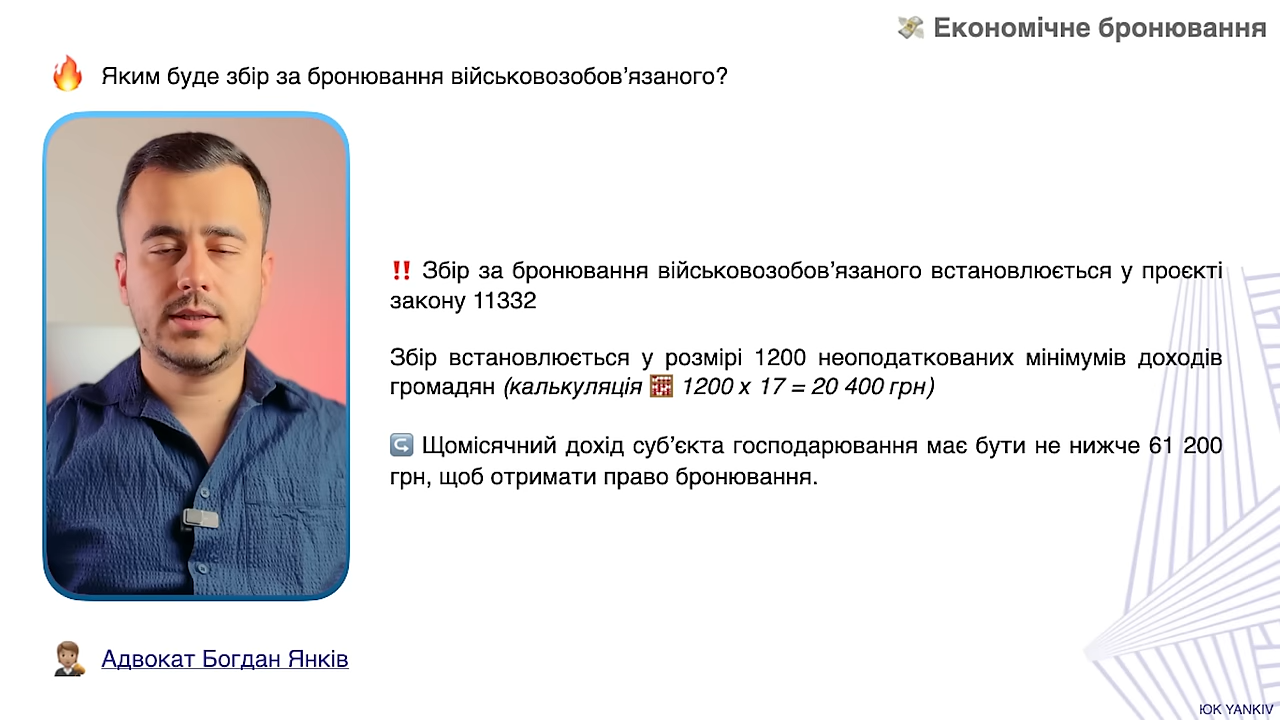 💸 Економічне бронювання
🔥 Яким буде збір за бронювання військовозобов’язаного?
‼️ Збір за бронювання військовозобов’язаного встановлюється у проєкті
закону 11332
Збір встановлюється у розмірі 1200 неоподаткованих мінімумів доходів
громадян (калькуляція 🧮 1200 х 17 = 20 400 грн)
↪️ Щомісячний дохід суб’єкта господарювання має бути не нижче 61 200
грн, щоб отримати право бронювання.
Адвокат Богдан Янків
ЮК YANKIV